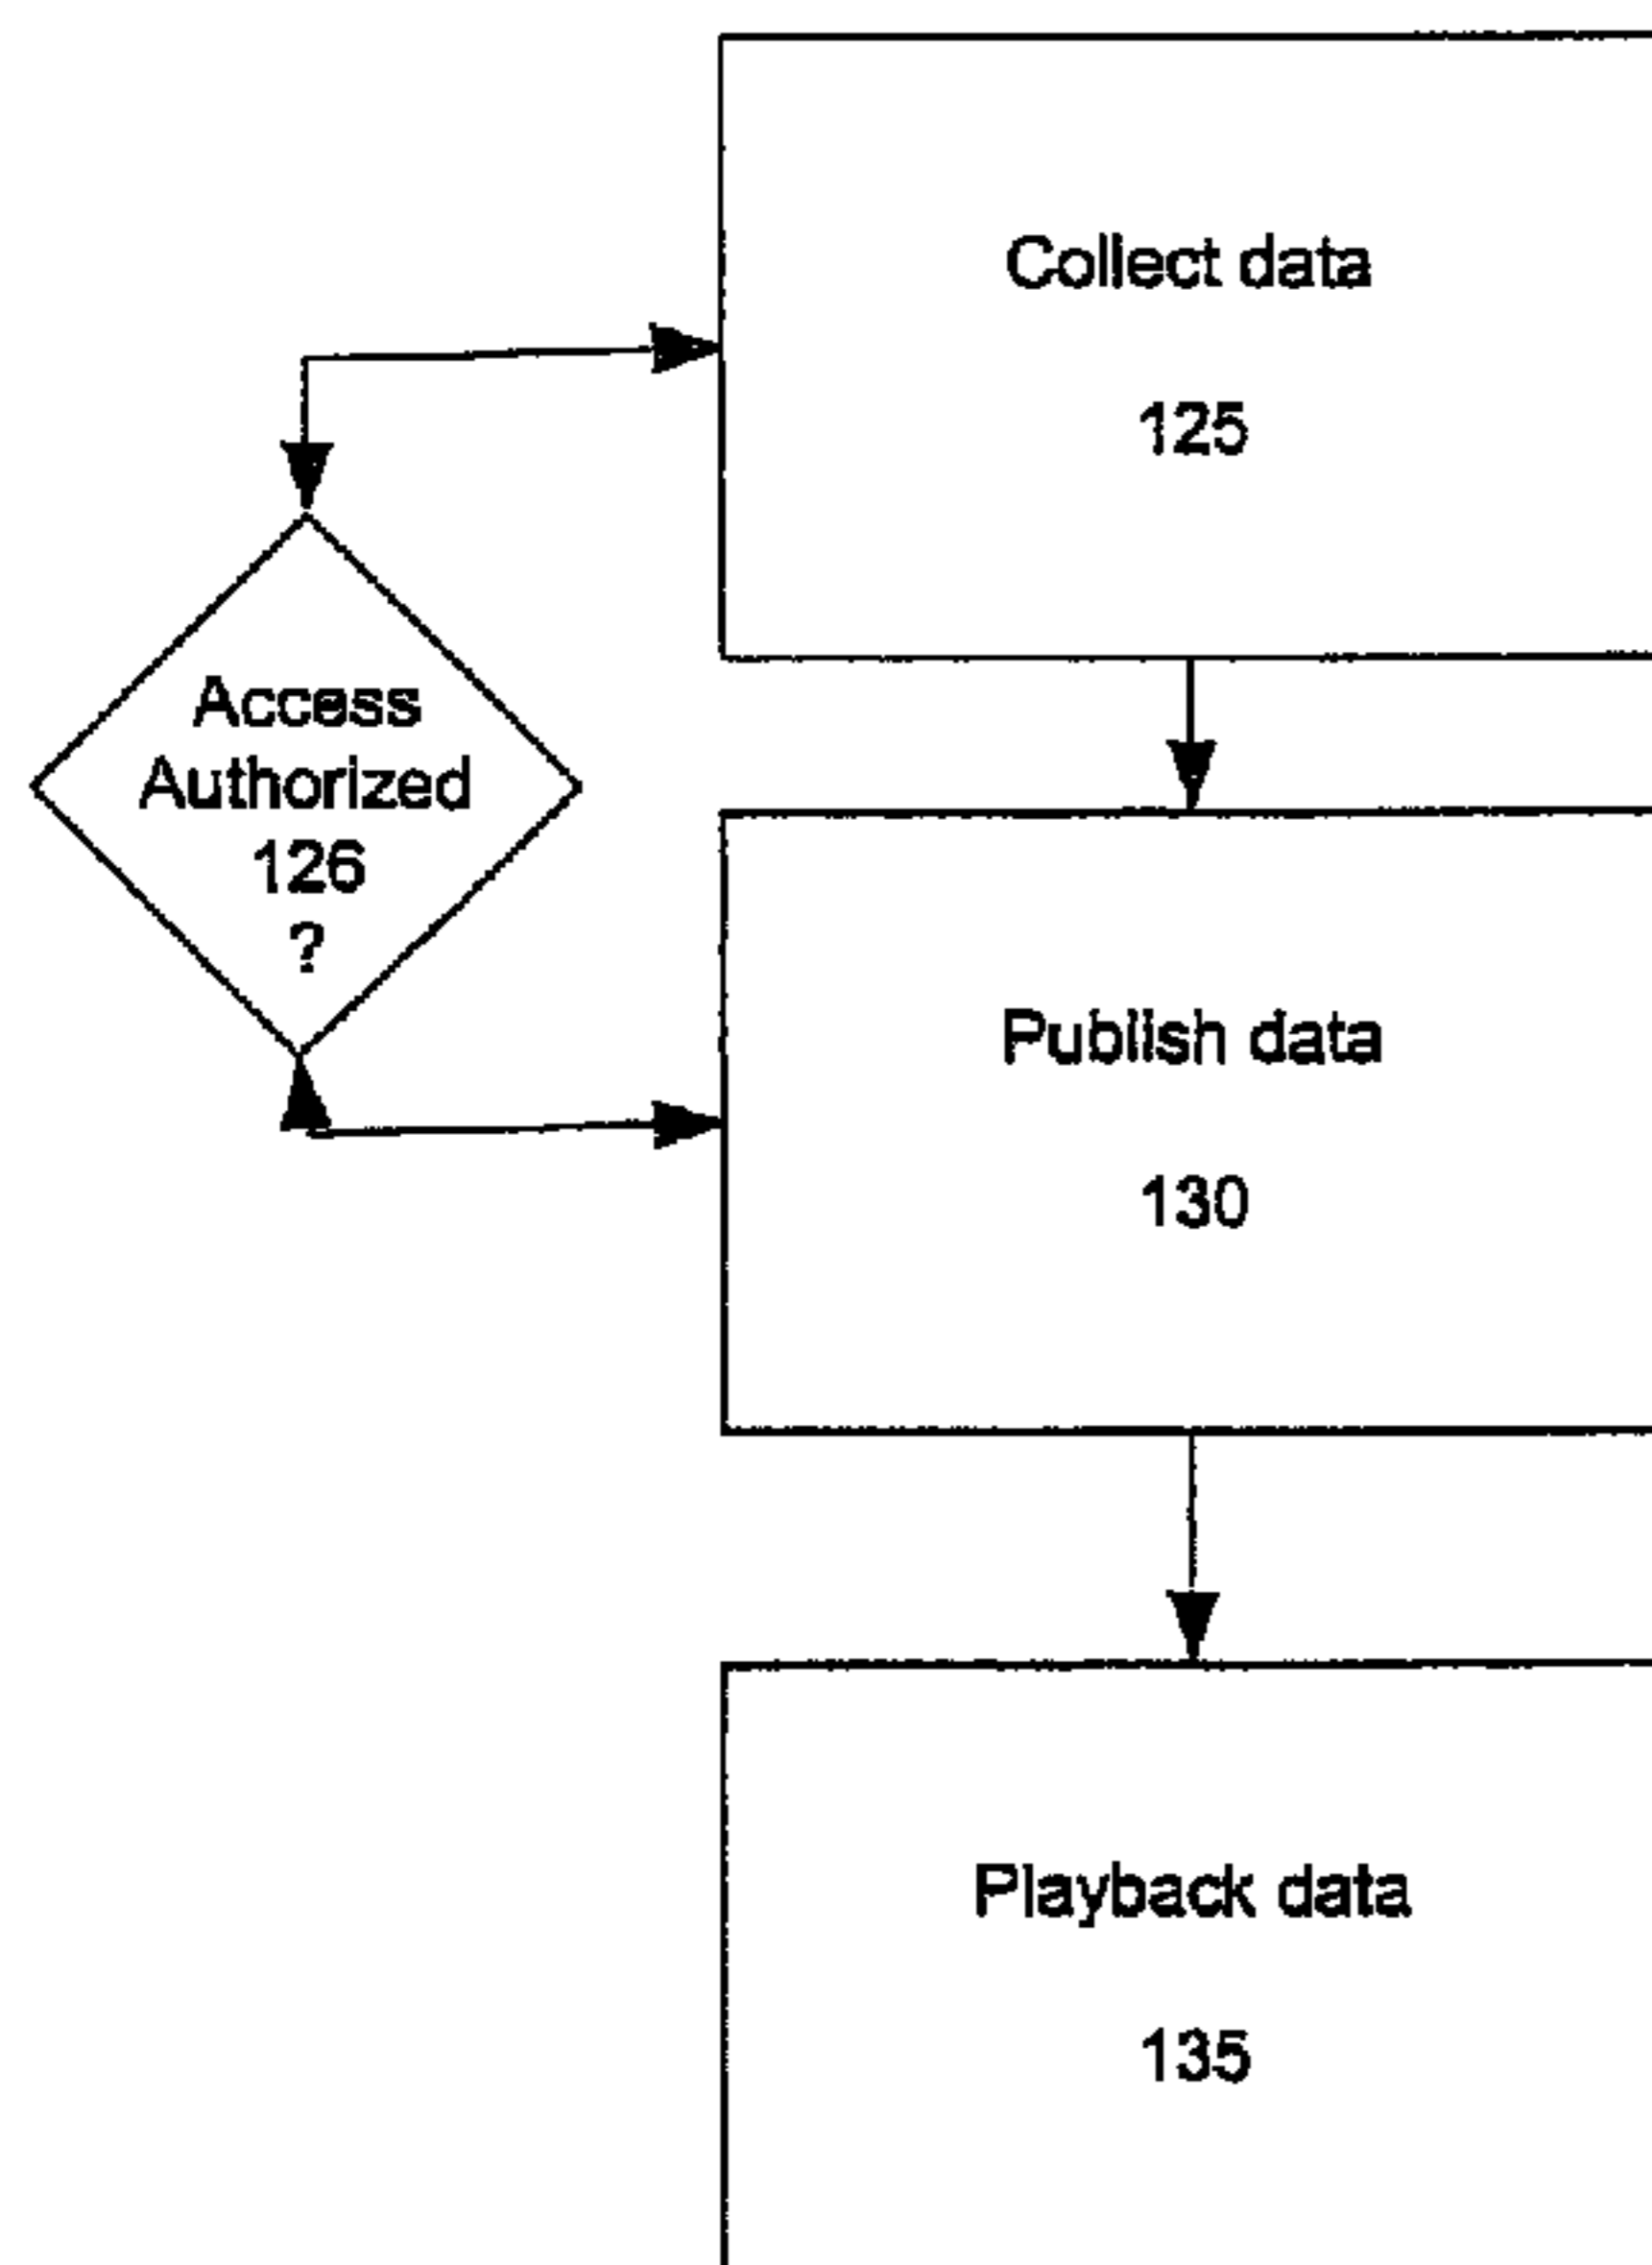 Collect data
125
Access
Authorized
126
?
Publish data
130
Playback data
135